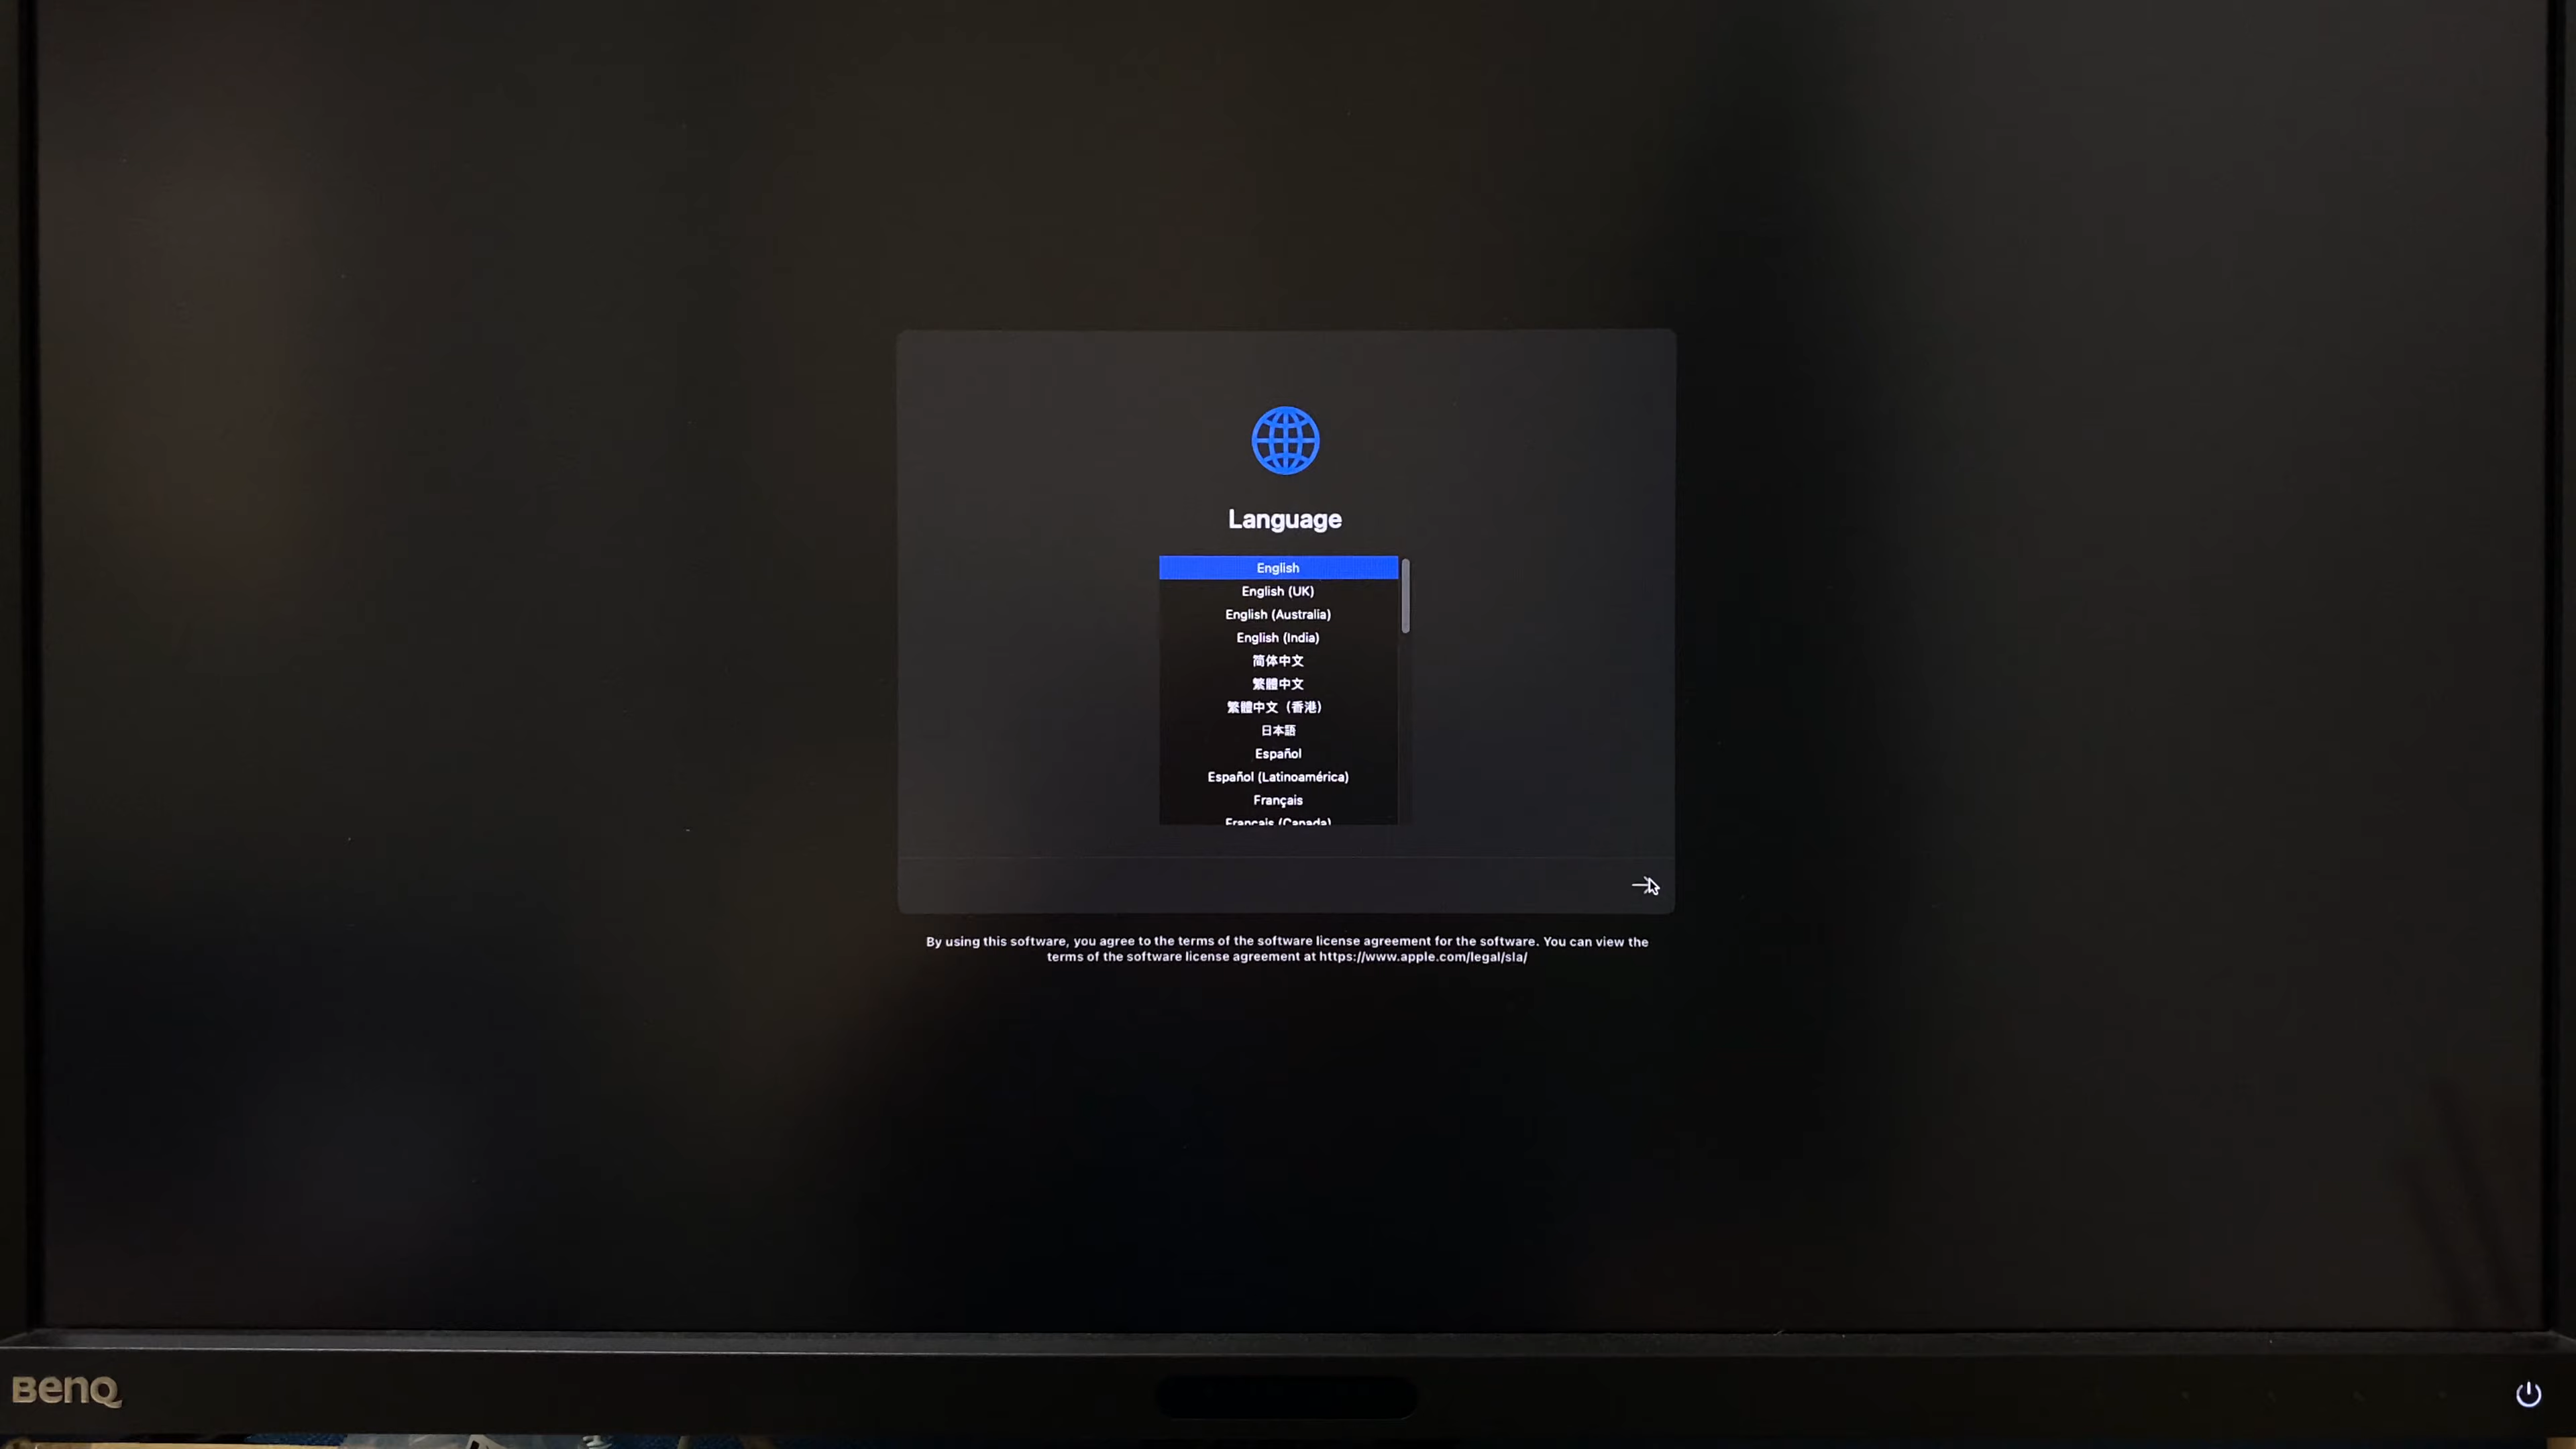 Language
English
English (UK)
English (Australia)
English (India)
简体中文
繁體中文
繁體中文（香港）
日本語
Español
Español (Latinoamérica)
Français
Français (Canada)
By using this software, you agree to the terms of the software license agreement for the software. You can view the
terms of the software license agreement at https://www.apple.com/legal/sla/
BenQ